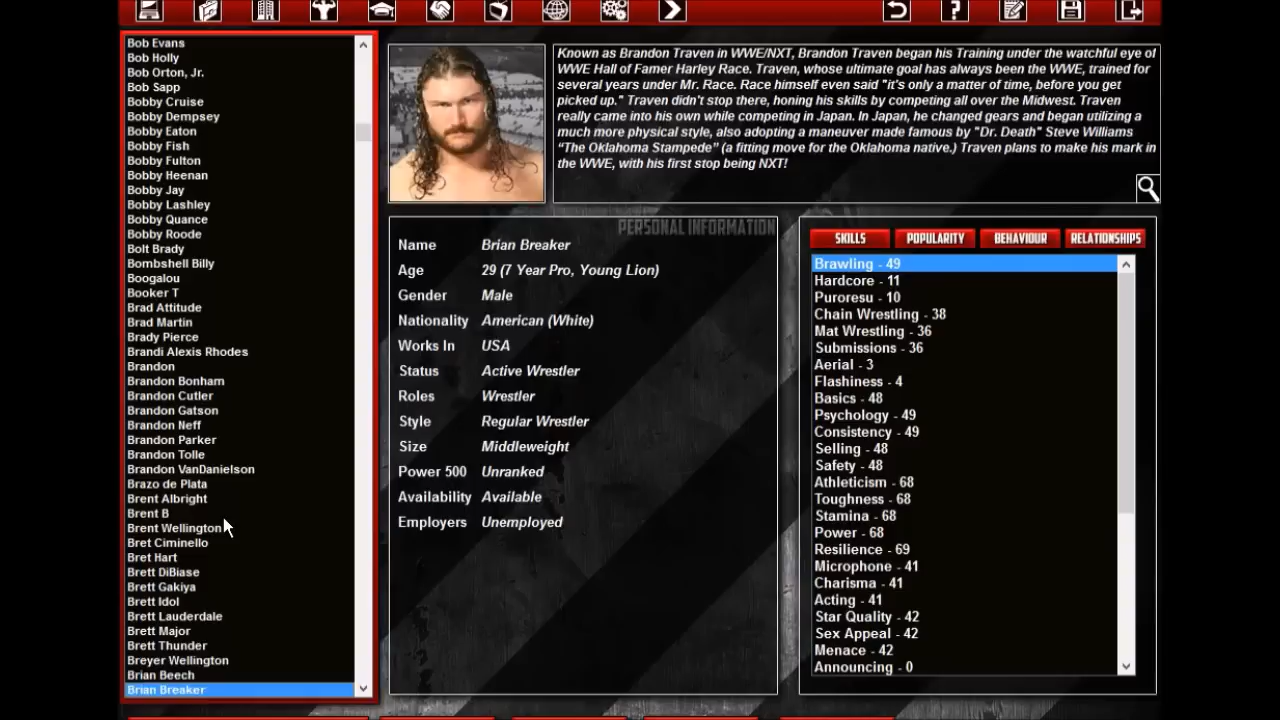 Bob Evans
Bob Holly
Bob Orton, Jr.
Bob Sapp
Bobby Cruise
Bobby Dempsey
Bobby Eaton
Bobby Fish
Bobby Fulton
Bobby Heenan
Bobby Jay
Bobby Lashley
Bobby Quance
Bobby Roode
Bolt Brady
Bombshell Billy
Boogalou
Booker T
Brad Attitude
Brad Martin
Brady Pierce
Brandi Alexis Rhodes
Brandon
Brandon Bonham
Brandon Cutler
Brandon Gatson
Brandon Neff
Brandon Parker
Brandon Tolle
Brandon VanDanielson
Brazo de Plata
Brent Albright
Brent B
Brent Wellington
Bret Ciminello
Bret Hart
Brett DiBiase
Brett Gakiya
Brett Idol
Brett Lauderdale
Brett Major
Brett Thunder
Breyer Wellington
Brian Beech
Brian Breaker
Known as Brandon Traven in WWE/NXT, Brandon Traven began his Training under the watchful eye of
WWE Hall of Famer Harley Race. Traven, whose ultimate goal has always been the WWE, trained for
several years under Mr. Race. Race himself even said "it's only a matter of time, before you get
picked up." Traven didn't stop there, honing his skills by competing all over the Midwest. Traven
really came into his own while competing in Japan. In Japan, he changed gears and began utilizing a
much more physical style, also adopting a maneuver made famous by "Dr. Death" Steve Williams
“The Oklahoma Stampede” (a fitting move for the Oklahoma native.) Traven plans to make his mark in
the WWE, with his first stop being NXT!
PERSONAL INFORMATION
Name Brian Breaker
Age 29 (7 Year Pro, Young Lion)
Gender Male
Nationality American (White)
Works In USA
Status Active Wrestler
Roles Wrestler
Style Regular Wrestler
Size Middleweight
Power 500 Unranked
Availability Available
Employers Unemployed
SKILLS POPULARITY BEHAVIOUR RELATIONSHIPS
Brawling - 49
Hardcore - 11
Puroresu - 10
Chain Wrestling - 38
Mat Wrestling - 36
Submissions - 36
Aerial - 3
Flashiness - 4
Basics - 48
Psychology - 49
Consistency - 49
Selling - 48
Safety - 48
Athleticism - 68
Toughness - 68
Stamina - 68
Power - 68
Resilience - 69
Microphone - 41
Charisma - 41
Acting - 41
Star Quality - 42
Sex Appeal - 42
Menace - 42
Announcing - 0